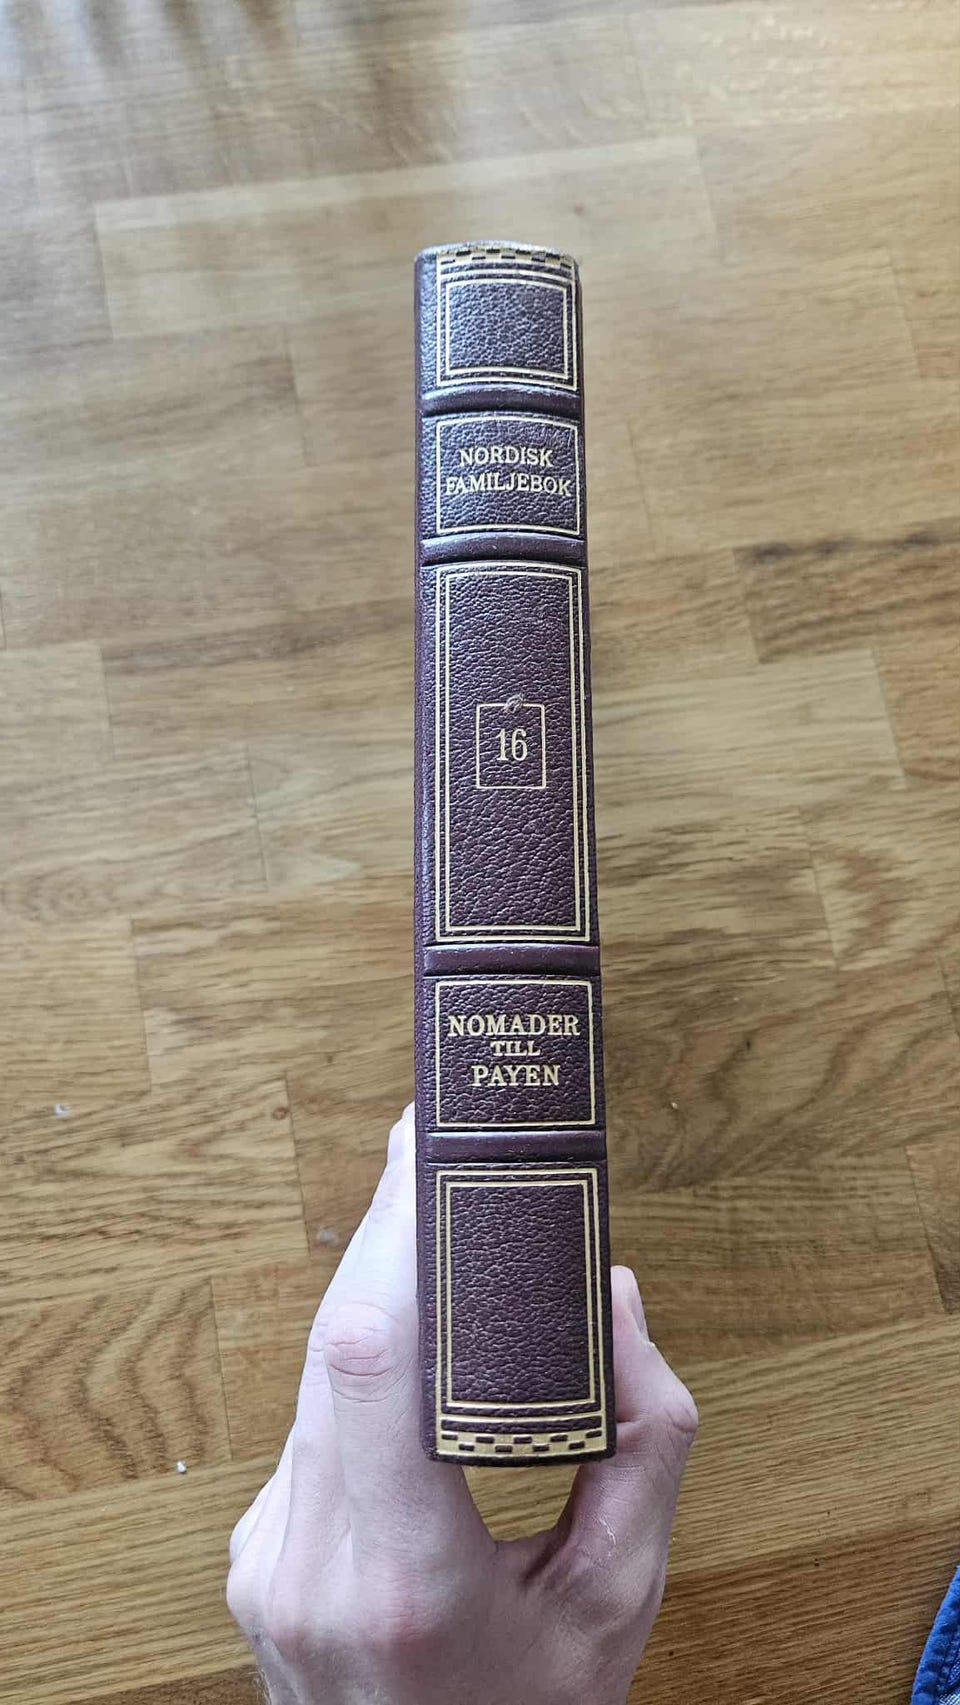 NORDISK
FAMILJEBOK
16
NOMADER
TILL
PAYEN